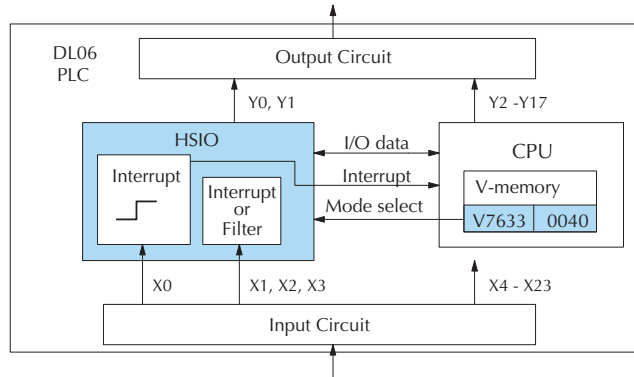 DL06
PLC
Output Circuit
Y0, Y1
Y2 -Y17
HSIO
I/O data
CPU
Interrupt
Interrupt
or
Filter
Interrupt
V-memory
Mode select
V7633 0040
X0
X1, X2, X3
X4 - X23
Input Circuit